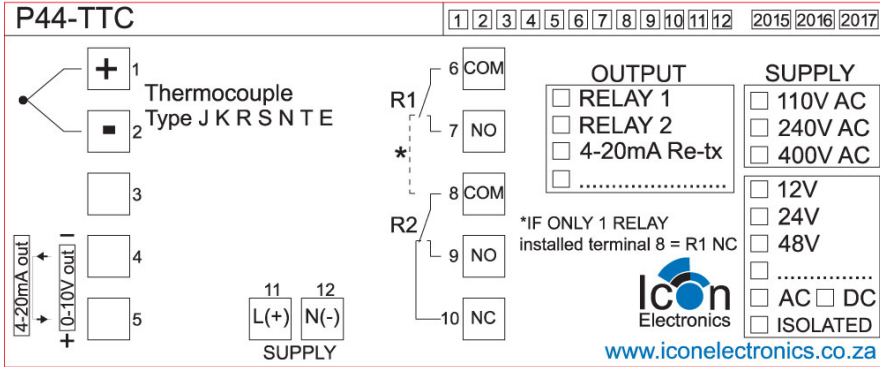 P44-TTC
1 2 3 4 5 6 7 8 9 10 11 12 2015 2016 2017
+ 1
- 2
Thermocouple
Type J K R S N T E
3
4
5
4-20mA out
+ 0-10V out –
11 12
L(+) N(-)
SUPPLY
R1
6 COM
7 NO
*
R2
8 COM
9 NO
10 NC
OUTPUT
RELAY 1
RELAY 2
4-20mA Re-tx
....................
*IF ONLY 1 RELAY
installed terminal 8 = R1 NC
SUPPLY
110V AC
240V AC
400V AC
12V
24V
48V
..............
AC DC
ISOLATED
Icon
Electronics
www.iconelectronics.co.za